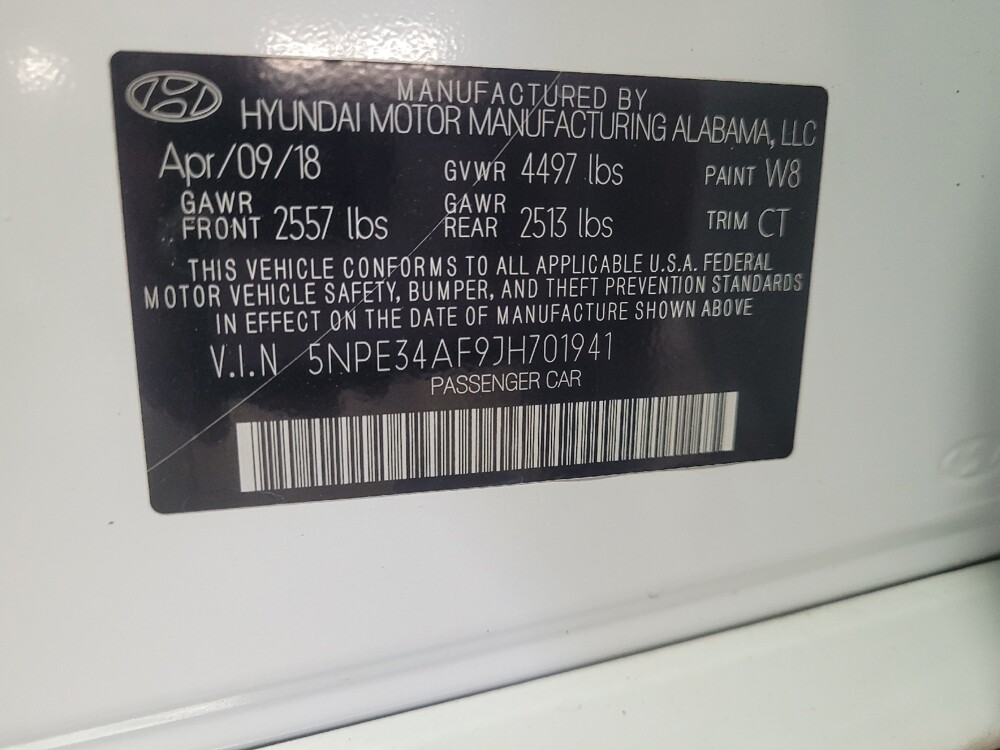 MANUFACTURED BY
HYUNDAI MOTOR MANUFACTURING ALABAMA, LLC
Apr/09/18 GVWR 4497 lbs PAINT W8
GAWR FRONT 2557 lbs GAWR REAR 2513 lbs TRIM CT
THIS VEHICLE CONFORMS TO ALL APPLICABLE U.S.A. FEDERAL
MOTOR VEHICLE SAFETY, BUMPER, AND THEFT PREVENTION STANDARDS
IN EFFECT ON THE DATE OF MANUFACTURE SHOWN ABOVE
V.I.N 5NPE34AF9JH701941
PASSENGER CAR